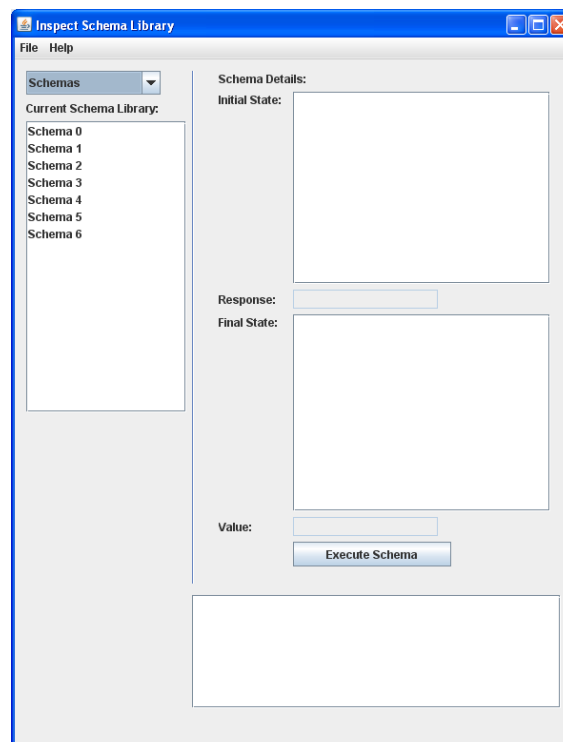 Inspect Schema Library
File Help
Schemas
Current Schema Library:
Schema 0
Schema 1
Schema 2
Schema 3
Schema 4
Schema 5
Schema 6
Schema Details:
Initial State:
Response:
Final State:
Value:
Execute Schema